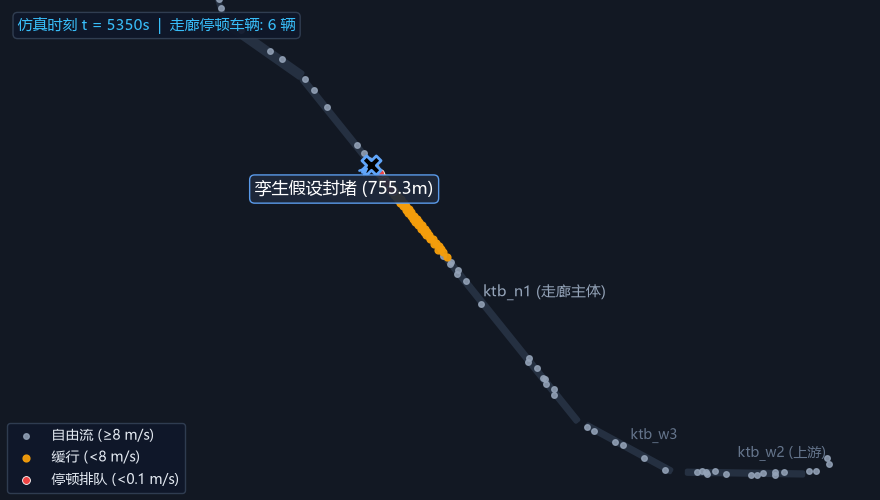 仿真时刻 t = 5350s | 走廊停顿车辆: 6 辆
孪生假设封堵 (755.3m)
ktb_n1 (走廊主体)
ktb_w3
ktb_w2 (上游)
自由流 (≥8 m/s)
缓行 (<8 m/s)
停顿排队 (<0.1 m/s)